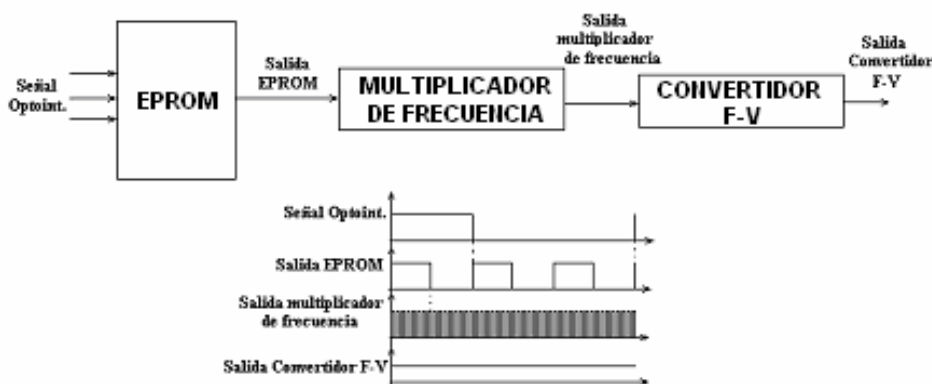 Señal
Optoint.
EPROM
Salida
EPROM
MULTIPLICADOR
DE FRECUENCIA
Salida
multiplicador
de frecuencia
CONVERTIDOR
F-V
Salida
Convertidor
F-V
Señal Optoint.
Salida EPROM
Salida multiplicador
de frecuencia
Salida Convertidor F-V